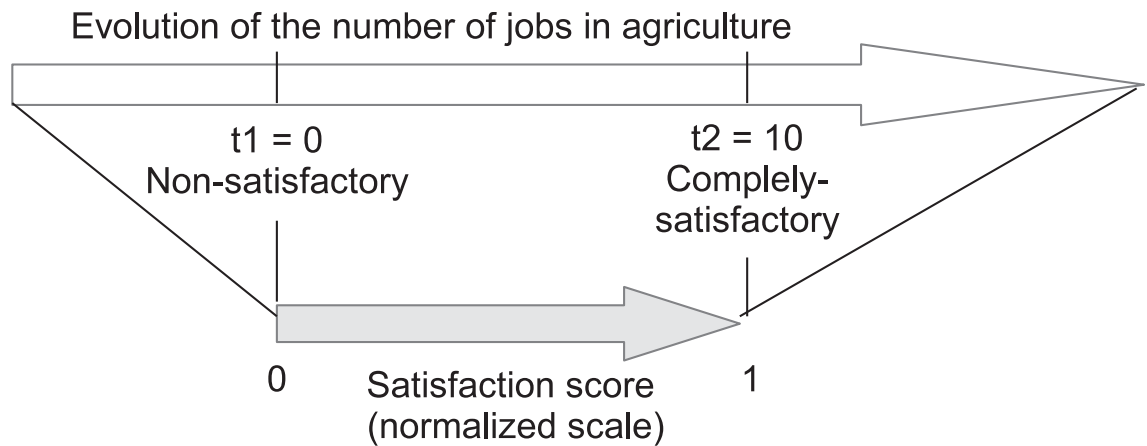 Evolution of the number of jobs in agriculture
t1 = 0
Non-satisfactory
t2 = 10
Complely-
satisfactory
0
Satisfaction score
(normalized scale)
1